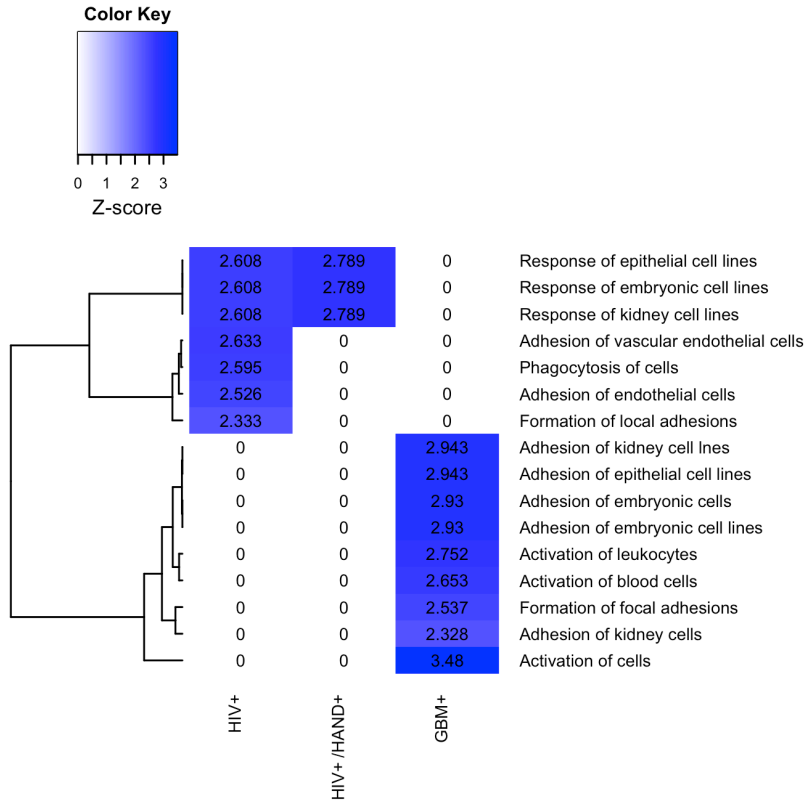 Color Key
0 1 2 3
Z-score
2.608 2.789 0 Response of epithelial cell lines
2.608 2.789 0 Response of embryonic cell lines
2.608 2.789 0 Response of kidney cell lines
2.633 0 0 Adhesion of vascular endothelial cells
2.595 0 0 Phagocytosis of cells
2.526 0 0 Adhesion of endothelial cells
2.333 0 0 Formation of local adhesions
0 0 2.943 Adhesion of kidney cell lnes
0 0 2.943 Adhesion of epithelial cell lines
0 0 2.93 Adhesion of embryonic cells
0 0 2.93 Adhesion of embryonic cell lines
0 0 2.752 Activation of leukocytes
0 0 2.653 Activation of blood cells
0 0 2.537 Formation of focal adhesions
0 0 2.328 Adhesion of kidney cells
0 0 3.48 Activation of cells
HIV+
HIV+ /HAND+
GBM+